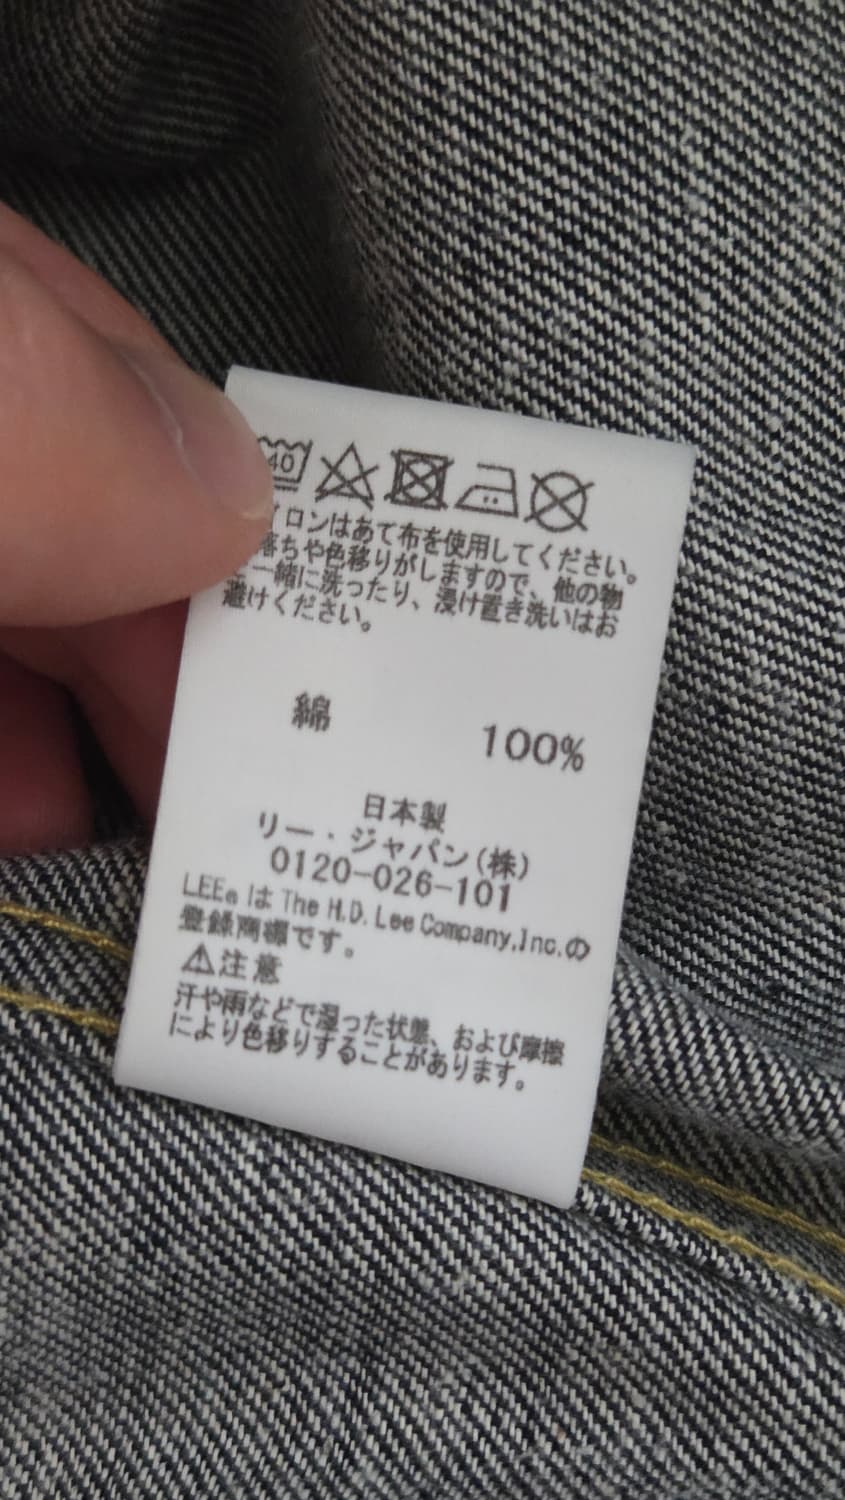 40
イロンはあて布を使用してください。
落ちや色移りがしますので、他の物
と一緒に洗ったり、浸け置き洗いはお
避けください。
綿 100%
日本製
リー・ジャパン(株)
0120-026-101
LEE® は The H.D. Lee Company,Inc.の
登録商標です。
⚠注意
汗や雨などで湿った状態、および摩擦
により色移りすることがあります。